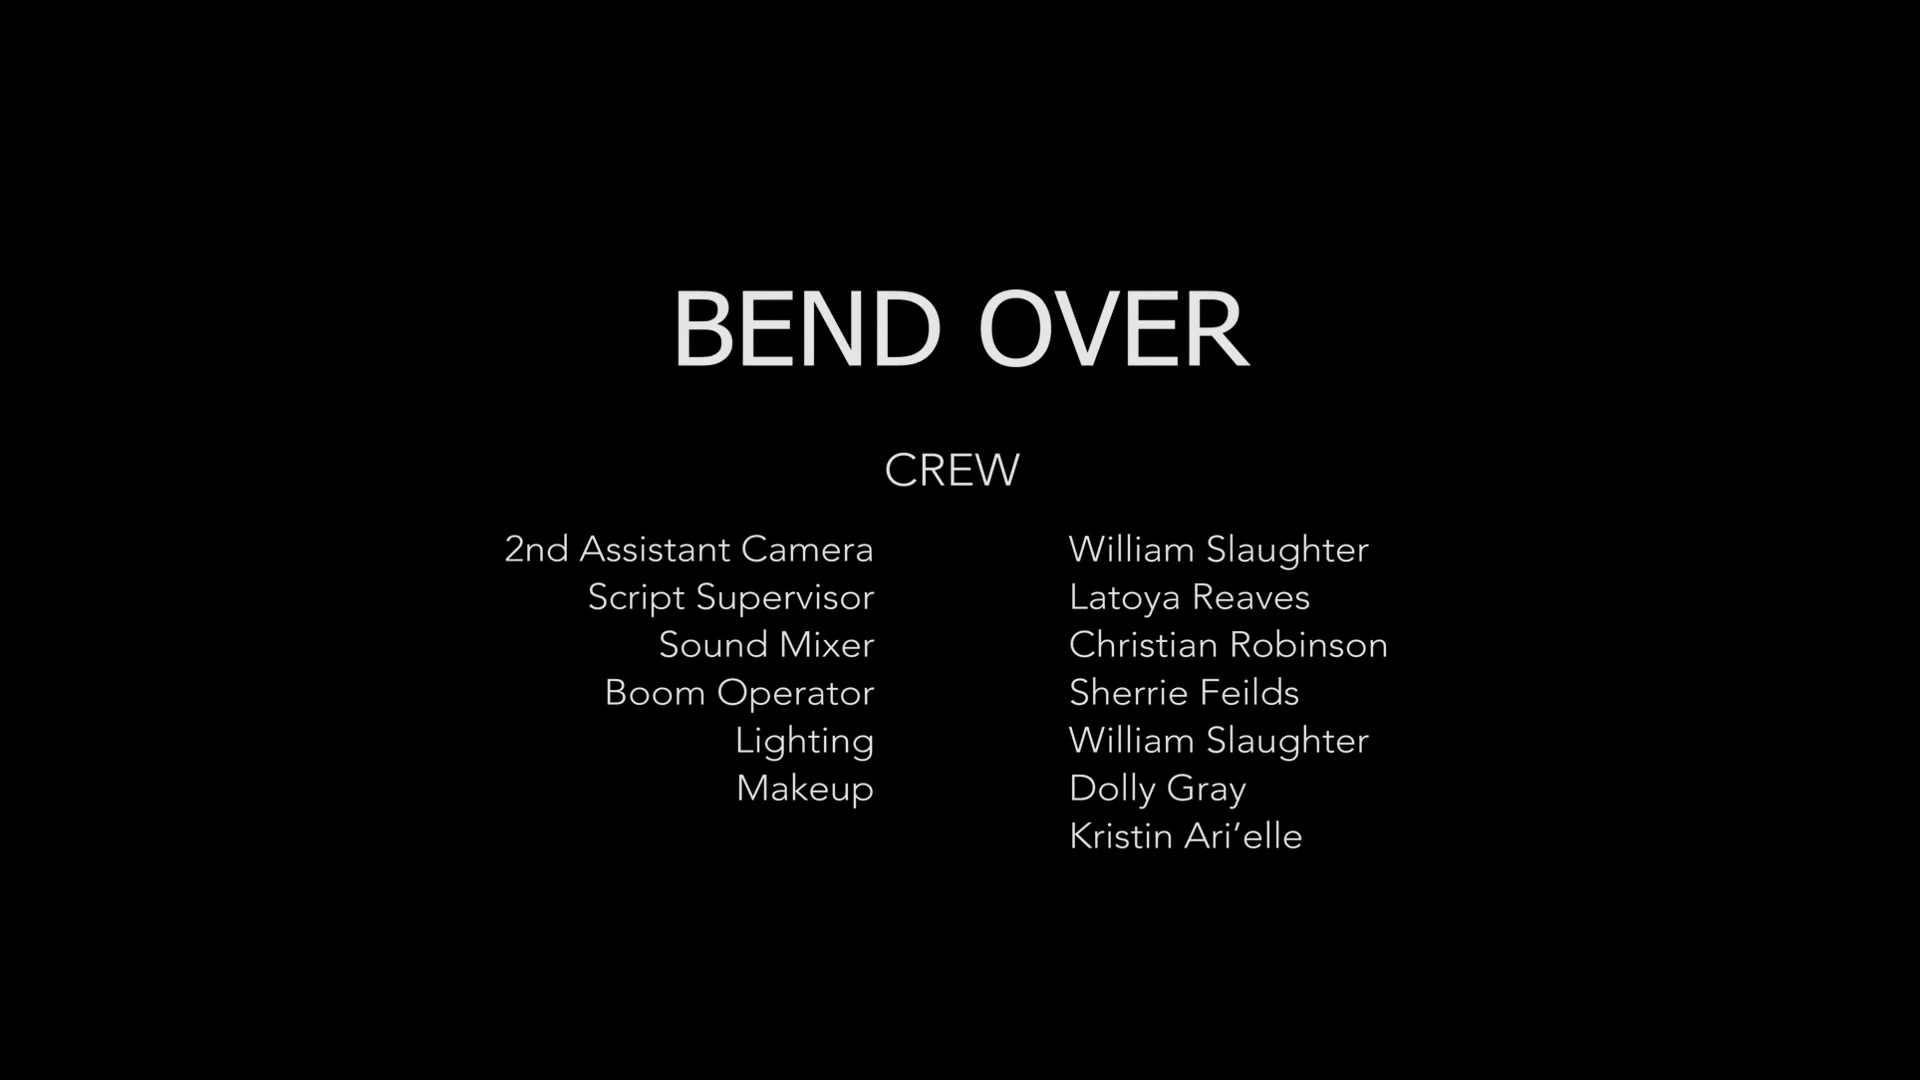 BEND OVER
CREW
2nd Assistant Camera William Slaughter
Script Supervisor Latoya Reaves
Sound Mixer Christian Robinson
Boom Operator Sherrie Feilds
Lighting William Slaughter
Makeup Dolly Gray
Kristin Ari’elle